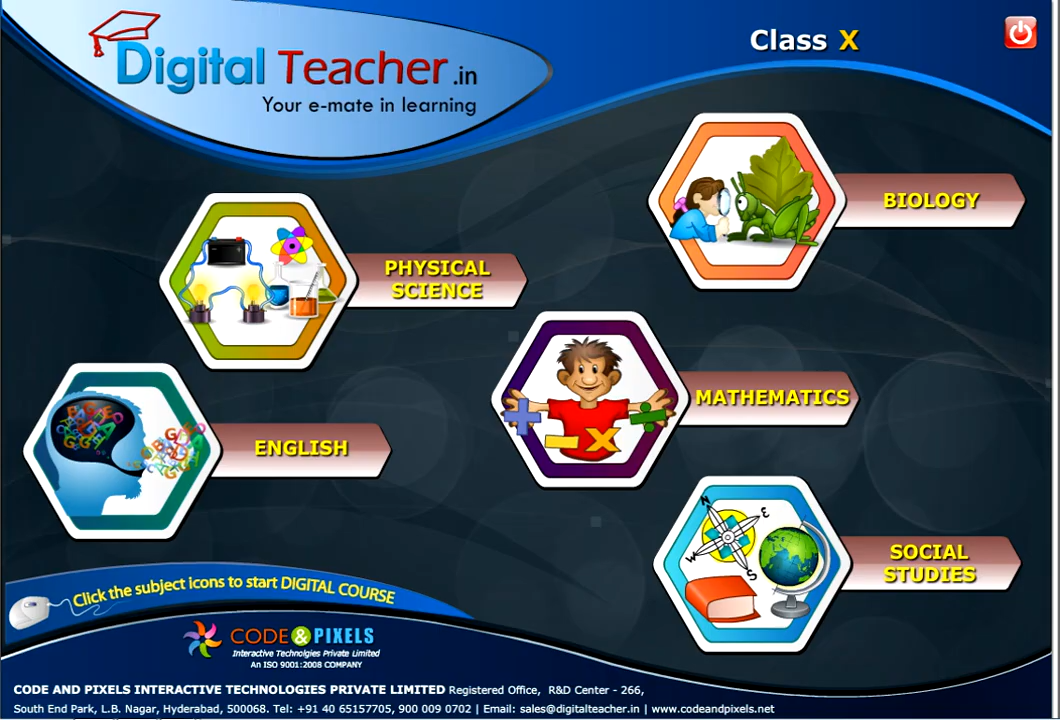 Digital Teacher.in
Your e-mate in learning
Class X
BIOLOGY
PHYSICAL
SCIENCE
MATHEMATICS
ENGLISH
N
E
W
S
SOCIAL
STUDIES
Click the subject icons to start DIGITAL COURSE
CODE & PIXELS
Interactive Technolgies Private Limited
An ISO 9001:2008 COMPANY
CODE AND PIXELS INTERACTIVE TECHNOLOGIES PRIVATE LIMITED Registered Office, R&D Center - 266,
South End Park, L.B. Nagar, Hyderabad, 500068. Tel: +91 40 65157705, 900 009 0702 | Email: sales@digitalteacher.in | www.codeandpixels.net